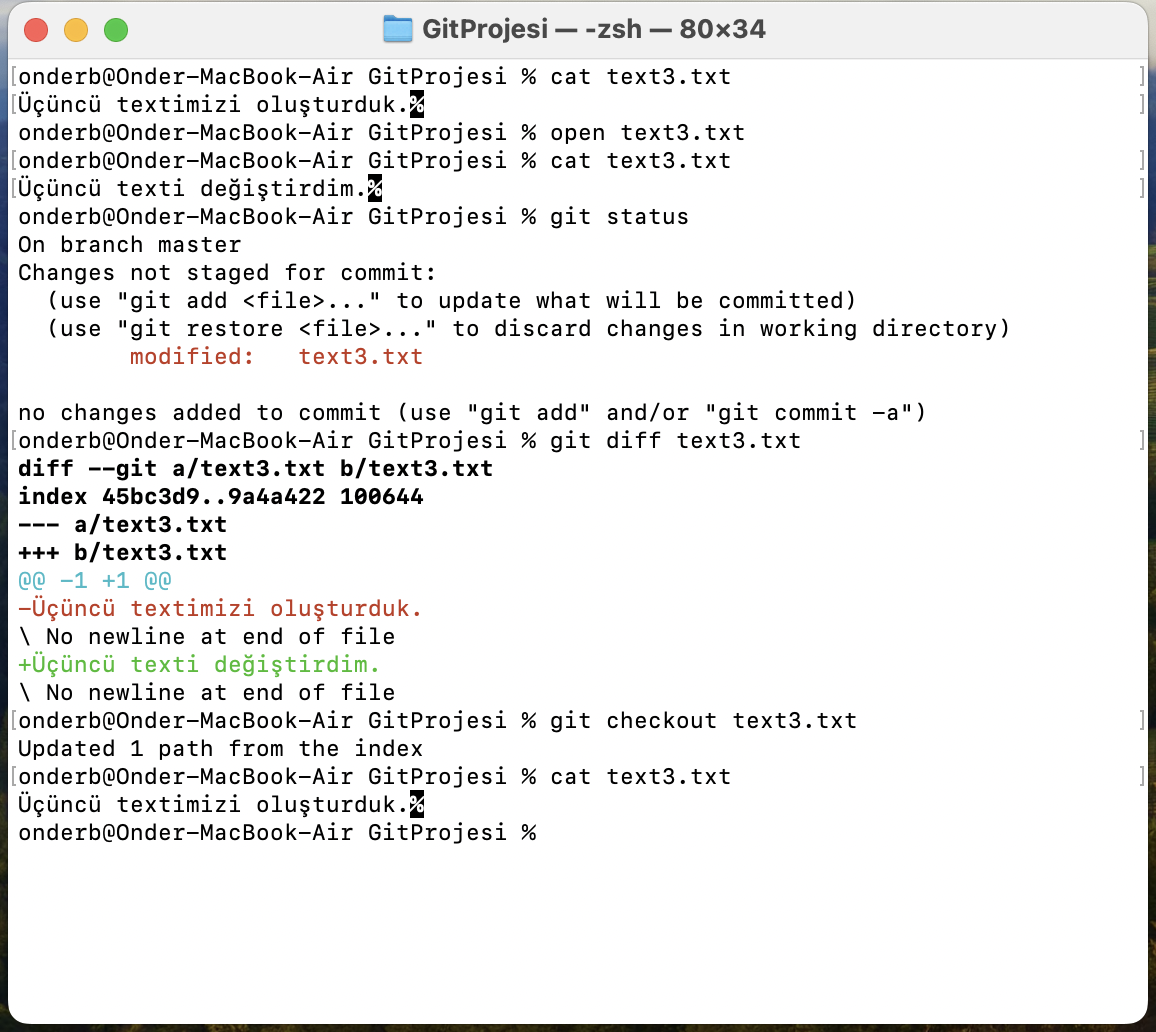 GitProjesi — -zsh — 80×34
[onderb@Onder-MacBook-Air GitProjesi % cat text3.txt ]
[Üçüncü textimizi oluşturduk.% ]
onderb@Onder-MacBook-Air GitProjesi % open text3.txt
[onderb@Onder-MacBook-Air GitProjesi % cat text3.txt ]
[Üçüncü texti değiştirdim.% ]
onderb@Onder-MacBook-Air GitProjesi % git status
On branch master
Changes not staged for commit:
  (use "git add <file>..." to update what will be committed)
  (use "git restore <file>..." to discard changes in working directory)
        modified:   text3.txt

no changes added to commit (use "git add" and/or "git commit -a")
[onderb@Onder-MacBook-Air GitProjesi % git diff text3.txt ]
diff --git a/text3.txt b/text3.txt
index 45bc3d9..9a4a422 100644
--- a/text3.txt
+++ b/text3.txt
@@ -1 +1 @@
-Üçüncü textimizi oluşturduk.
\ No newline at end of file
+Üçüncü texti değiştirdim.
\ No newline at end of file
[onderb@Onder-MacBook-Air GitProjesi % git checkout text3.txt ]
Updated 1 path from the index
[onderb@Onder-MacBook-Air GitProjesi % cat text3.txt ]
Üçüncü textimizi oluşturduk.%
onderb@Onder-MacBook-Air GitProjesi %